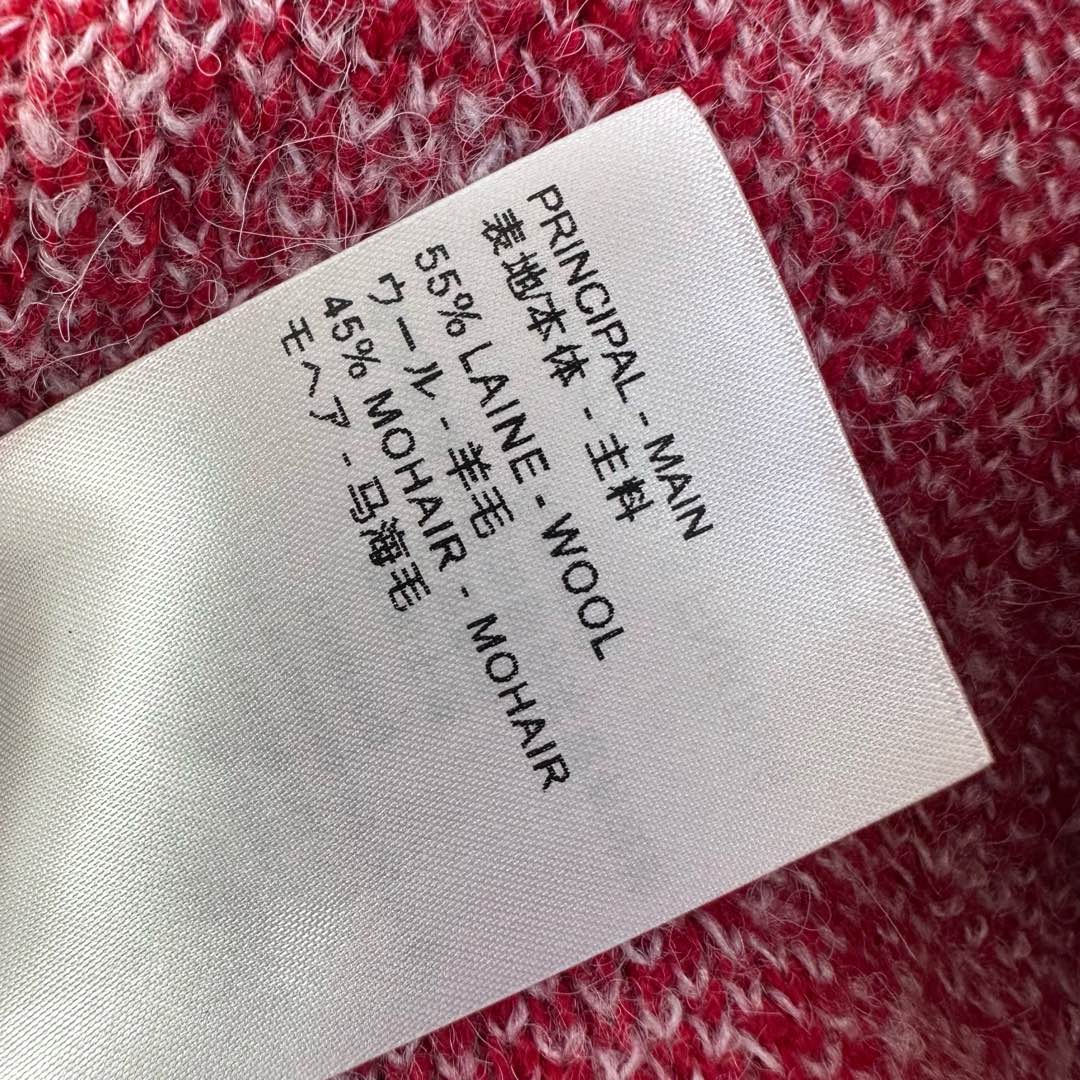 PRINCIPAL - MAIN
表地/本体 - 主料
55% LAINE - WOOL
ウール - 羊毛
45% MOHAIR - MOHAIR
モヘア - 马海毛